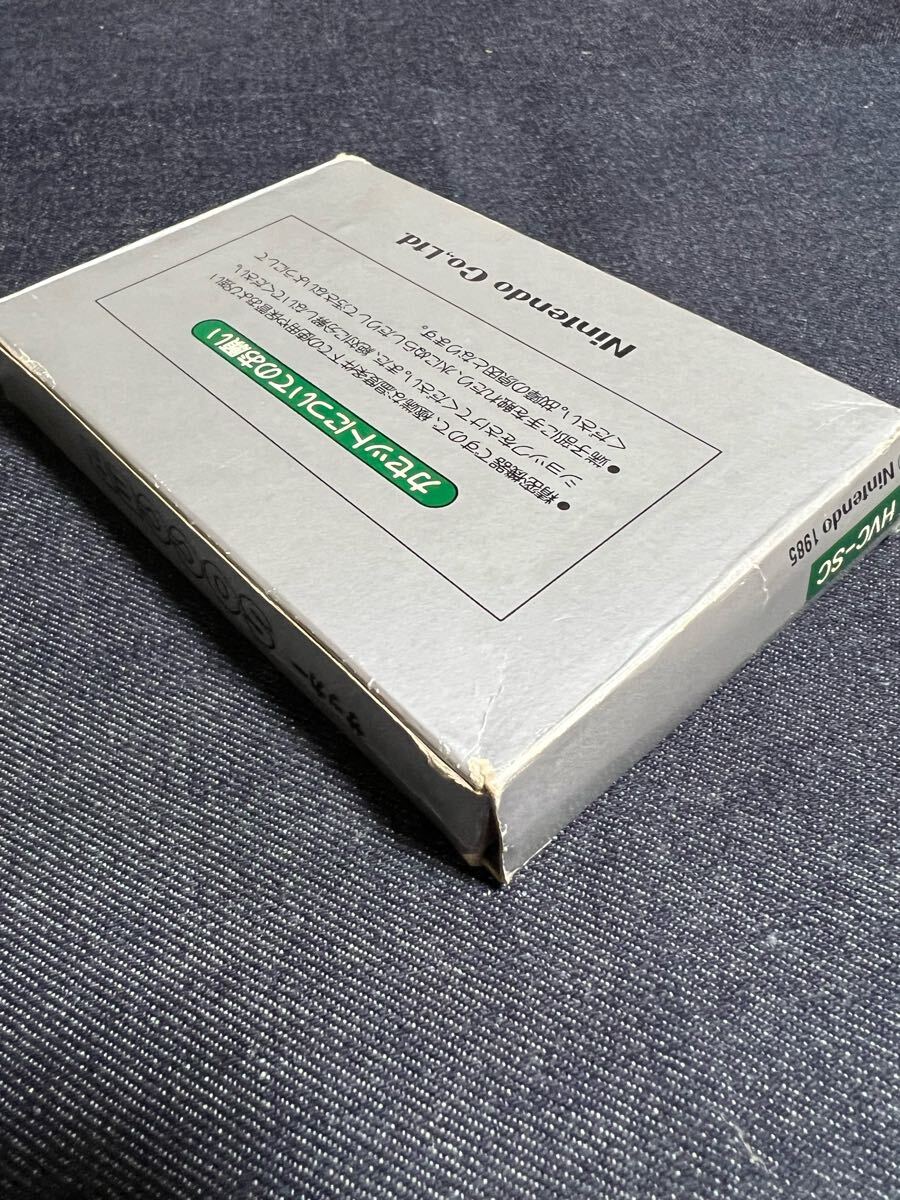 カセットについてのお願い
●精密機器ですので、極端な温度条件下での使用や保管および強い
ショックをさけてください。また、絶対に分解しないでください。
●端子部に手を触れたり、水にぬらしたりして汚さないようにして
ください。故障の原因となります。
Nintendo Co.,Ltd.
Nintendo 1985
HVC-SC
サッカー